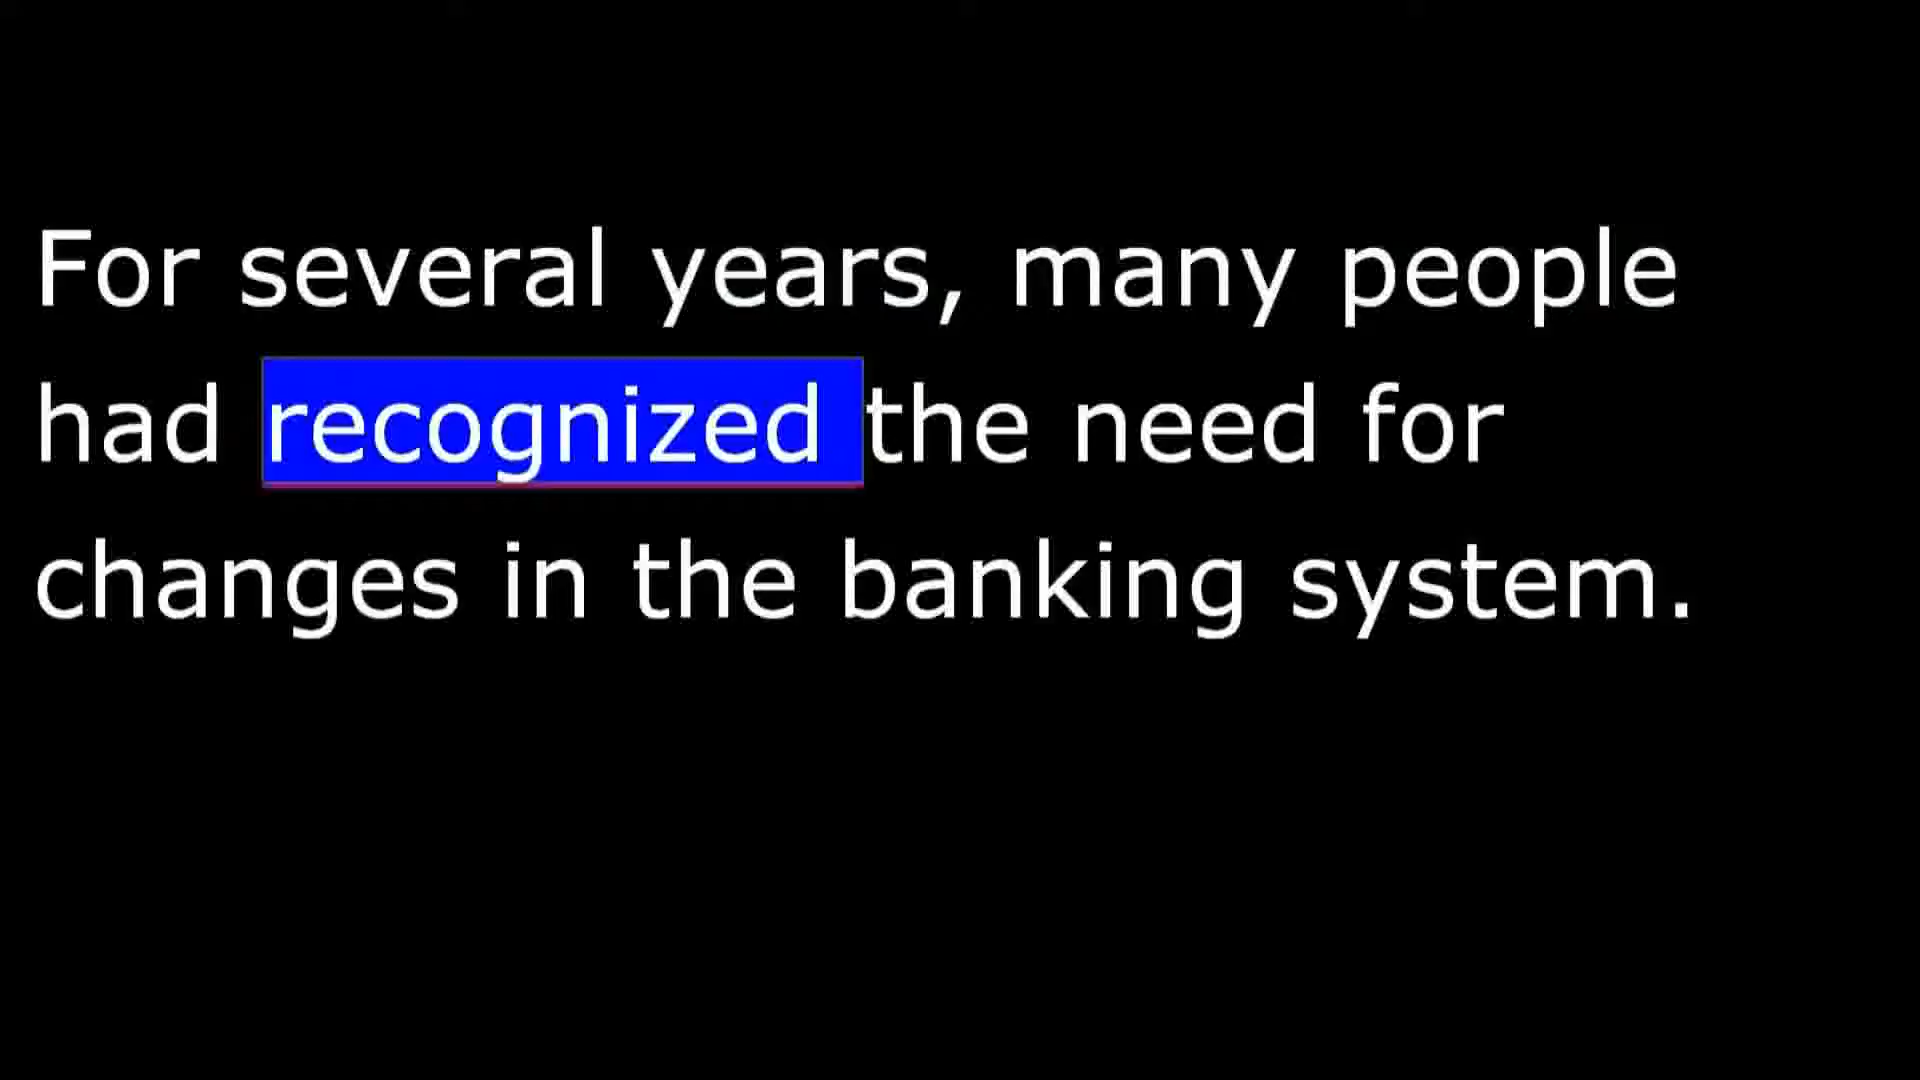 For several years, many people
had recognized the need for
changes in the banking system.